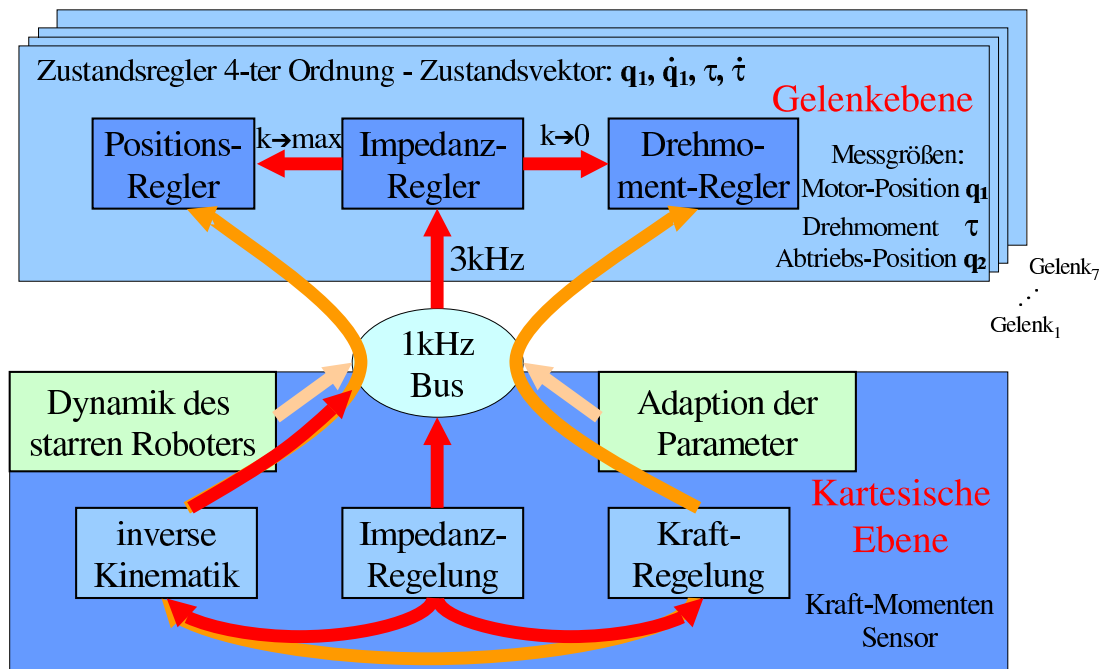 Zustandsregler 4-ter Ordnung - Zustandsvektor: q₁, q̇₁, τ, τ̇
Gelenkebene
Positions-
Regler
k→max
Impedanz-
Regler
k→0
Drehmo-
ment-Regler
Messgrößen:
Motor-Position q₁
Drehmoment τ
Abtriebs-Position q₂
3kHz
Gelenk₇
...
Gelenk₁
1kHz
Bus
Dynamik des
starren Roboters
Adaption der
Parameter
Kartesische
Ebene
inverse
Kinematik
Impedanz-
Regelung
Kraft-
Regelung
Kraft-Momenten
Sensor